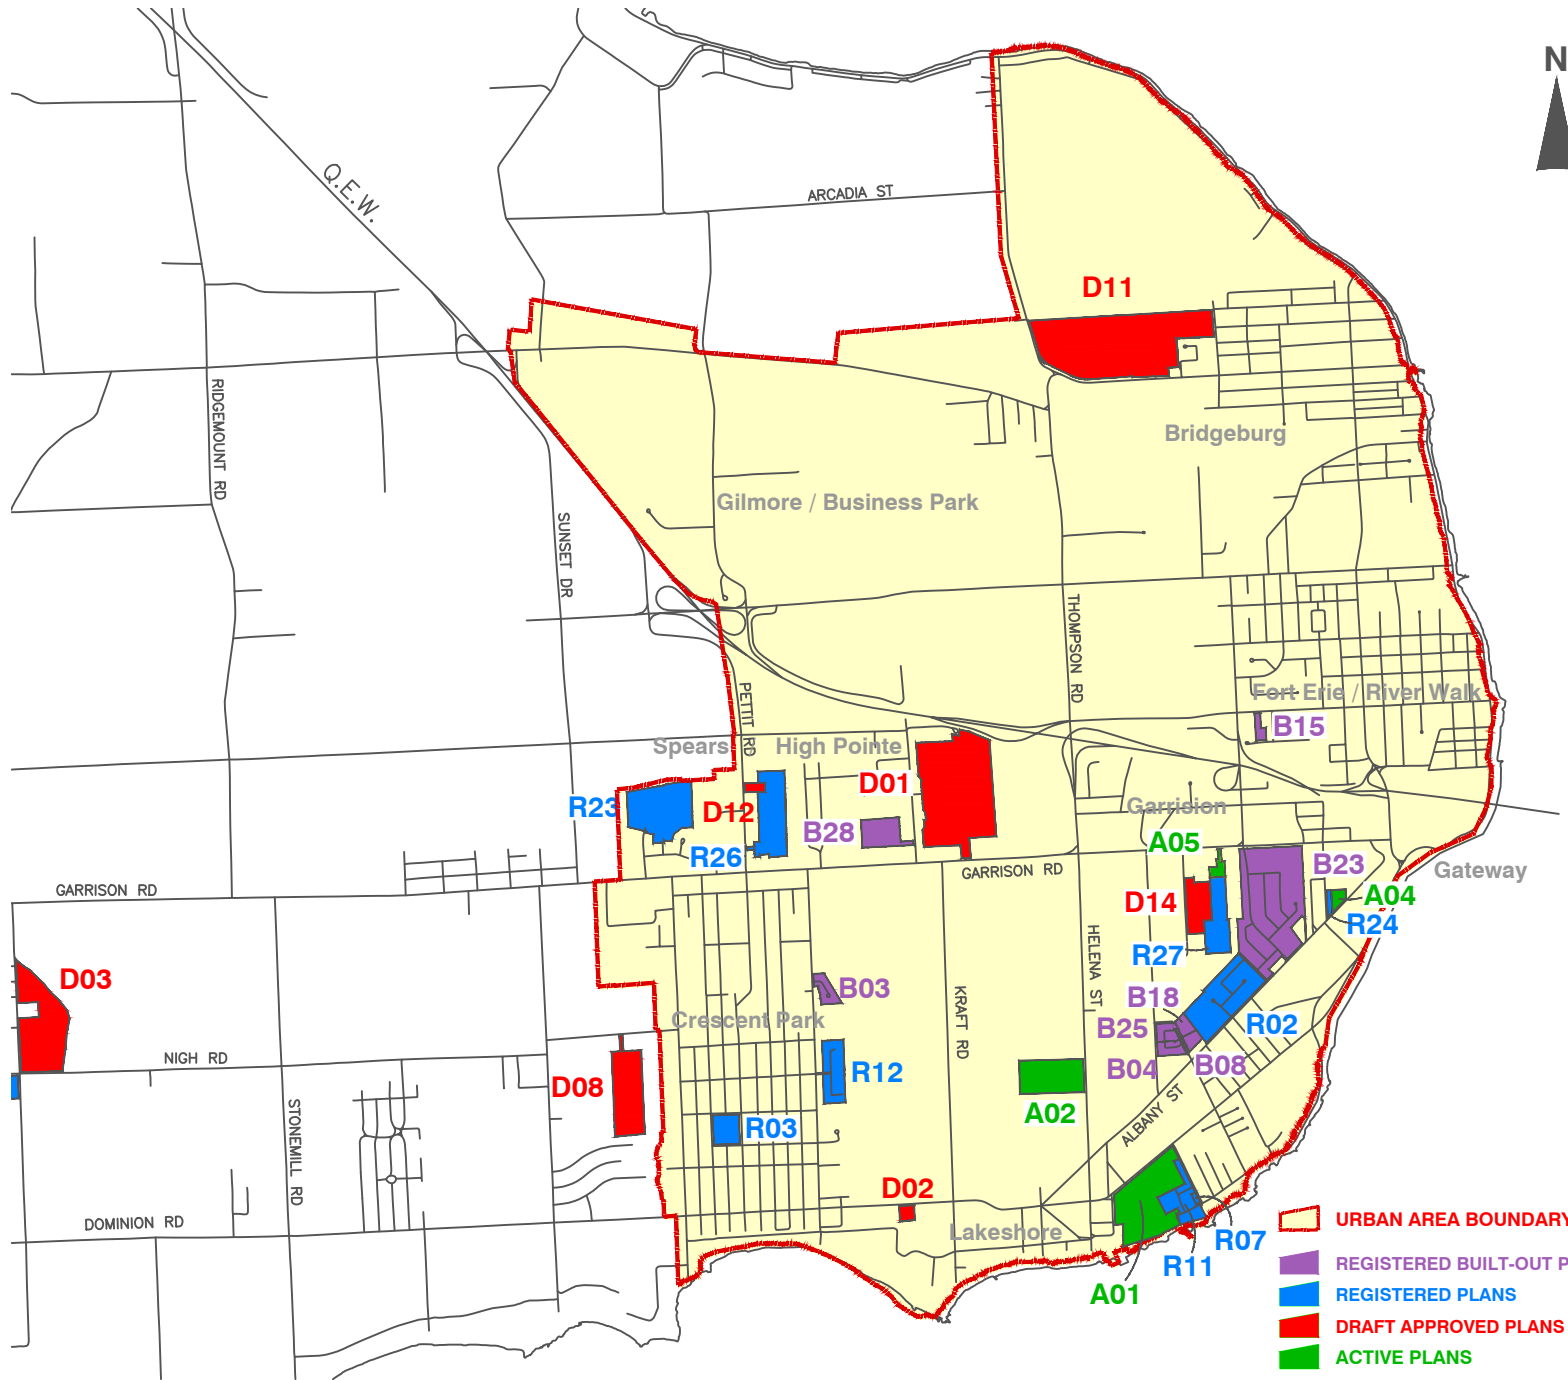 N
Q.E.W.
ARCADIA ST
D11
RIDGEMOUNT RD
Bridgeburg
Gilmore / Business Park
SUNSET DR
THOMPSON RD
PETTIT RD
Fort Erie / River Walk
B15
Spears
High Pointe
D01
R23
D12
B28
R26
Garrision
A05
GARRISON RD
GARRISON RD
B23
Gateway
A04
D14
R24
R27
HELENA ST
D03
B03
B18
KRAFT RD
Crescent Park
B25
R02
NIGH RD
R12
B04
B08
D08
A02
STONEMILL RD
ALBANY ST
R03
D02
DOMINION RD
Lakeshore
R07
R11
A01
URBAN AREA BOUNDARY
REGISTERED BUILT-OUT P
REGISTERED PLANS
DRAFT APPROVED PLANS
ACTIVE PLANS